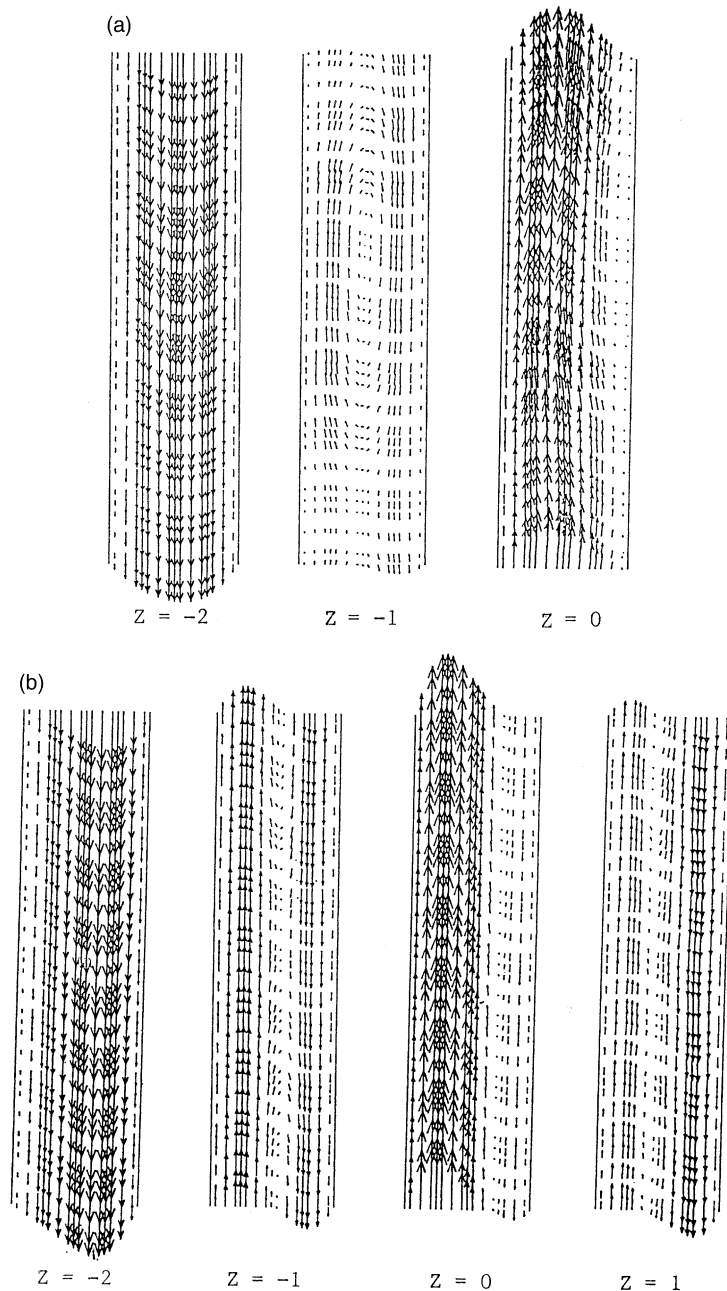 (a)
Z = -2
Z = -1
Z = 0
(b)
Z = -2
Z = -1
Z = 0
Z = 1